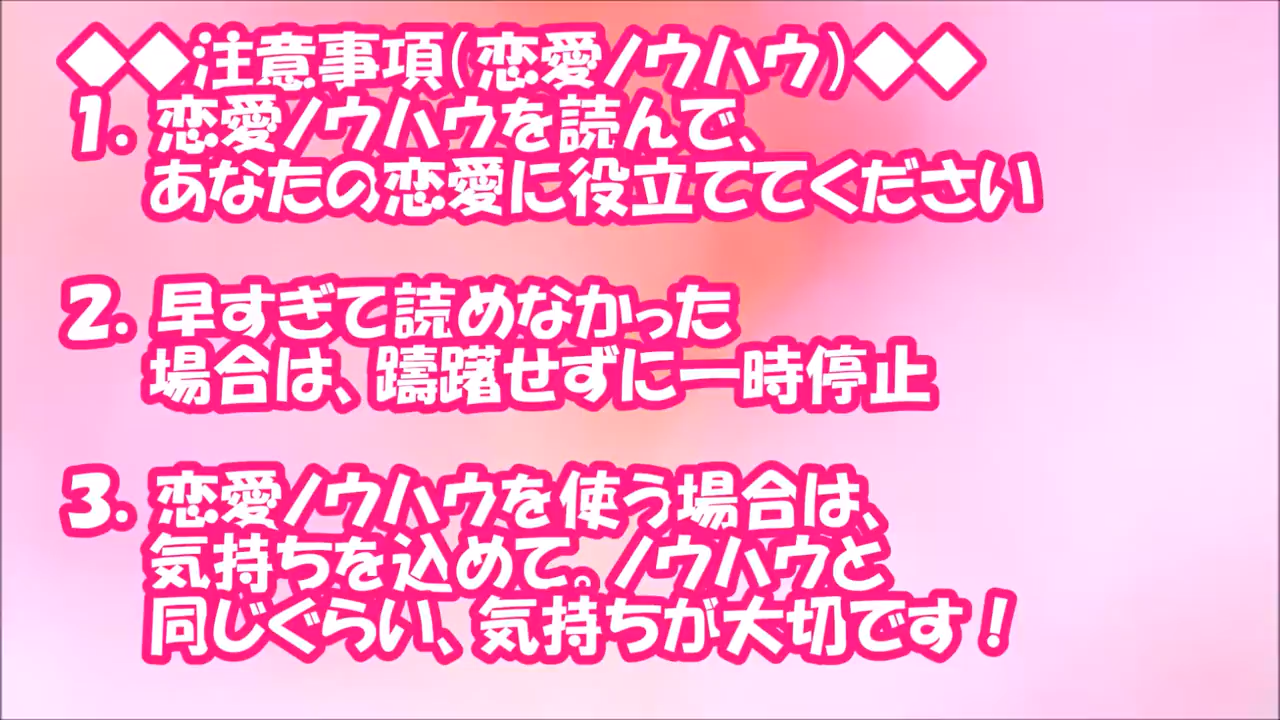 ◆◆注意事項(恋愛ノウハウ)◆◆
1. 恋愛ノウハウを読んで、
あなたの恋愛に役立ててください
2. 早すぎて読めなかった
場合は、躊躇せずに一時停止
3. 恋愛ノウハウを使う場合は、
気持ちを込めて。ノウハウと
同じぐらい、気持ちが大切です！